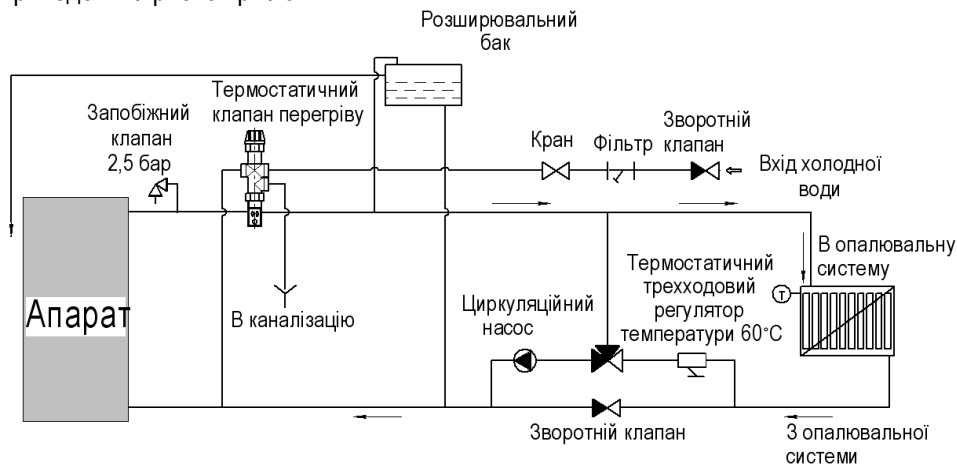 Розширювальний
бак
Термостатичний
клапан перегріву
Запобіжний
клапан
2,5 бар
Кран
Фільтр
Зворотній
клапан
Вхід холодної
води
В опалювальну
систему
Термостатичний
трехходовий
регулятор
температури 60°С
T
Апарат
В каналізацію
Циркуляційний
насос
Зворотній клапан
З опалювальної
системи